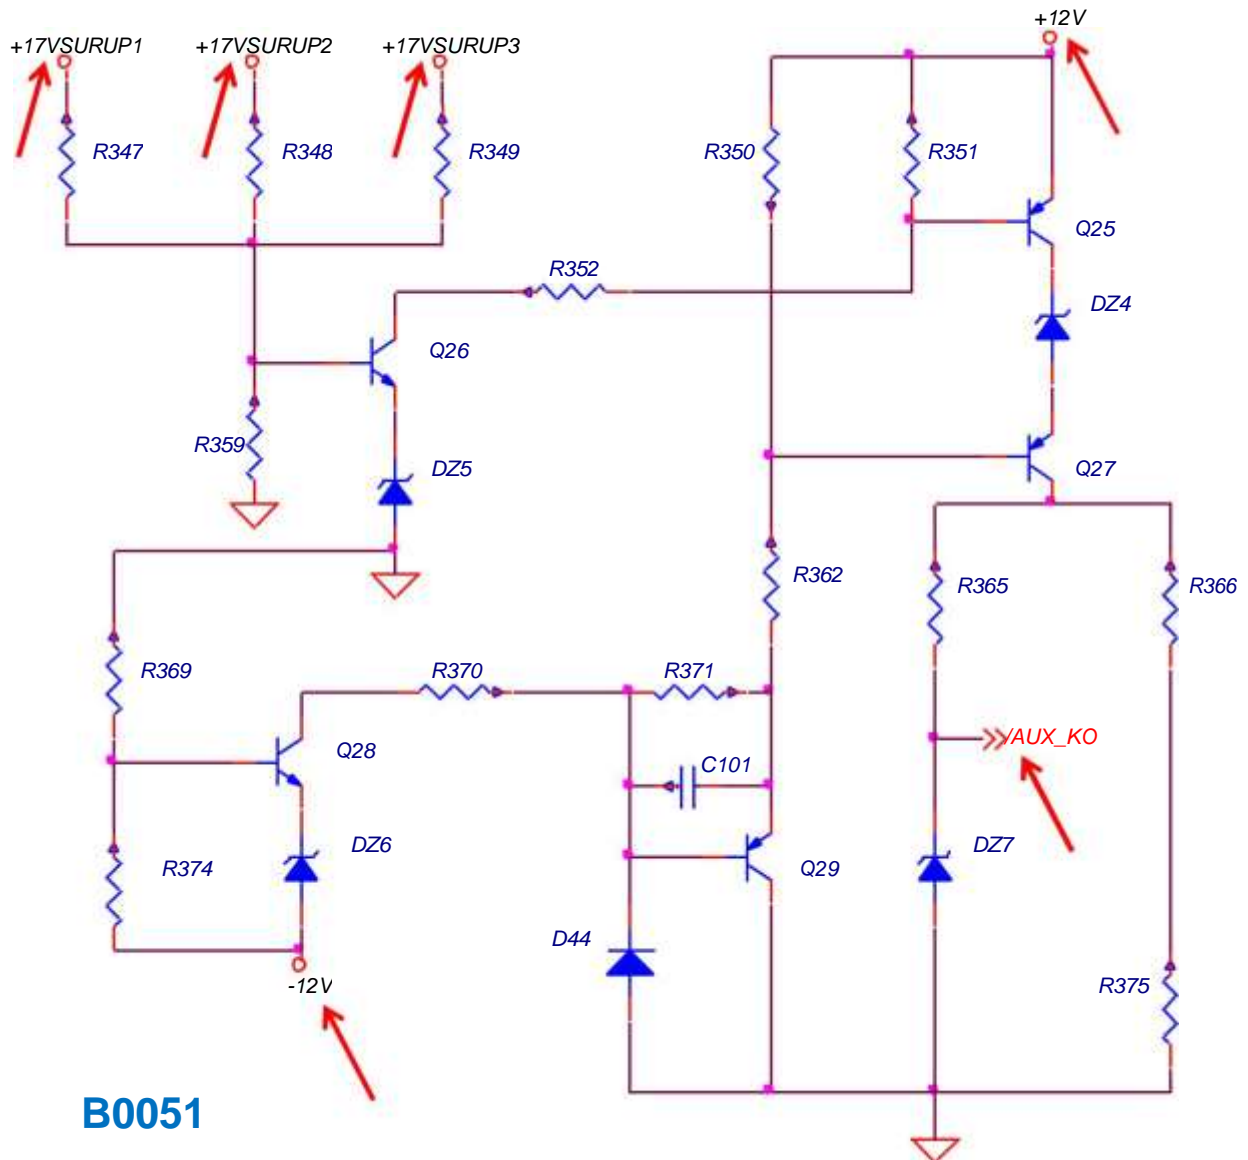 +12V
+17VSURUP1 +17VSURUP2 +17VSURUP3
R347 R348 R349 R350 R351
Q25
R352
DZ4
Q26
R359
DZ5
Q27
R362 R365 R366
R369 R370 R371
Q28
/AUX_KO
C101
DZ6
R374
Q29
DZ7
D44
-12V
R375
B0051